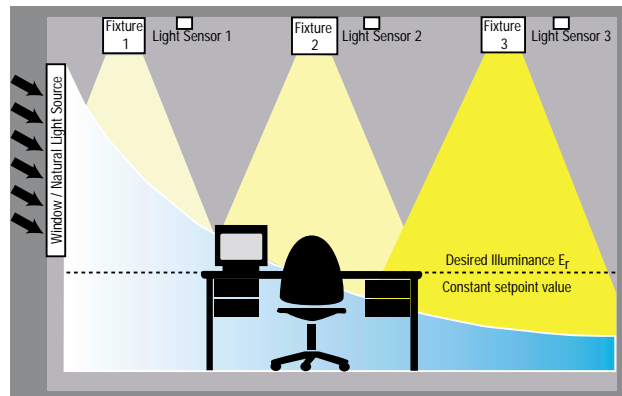 Fixture
1
Light Sensor 1
Fixture
2
Light Sensor 2
Fixture
3
Light Sensor 3
Window / Natural Light Source
Desired Illuminance Er
Constant setpoint value